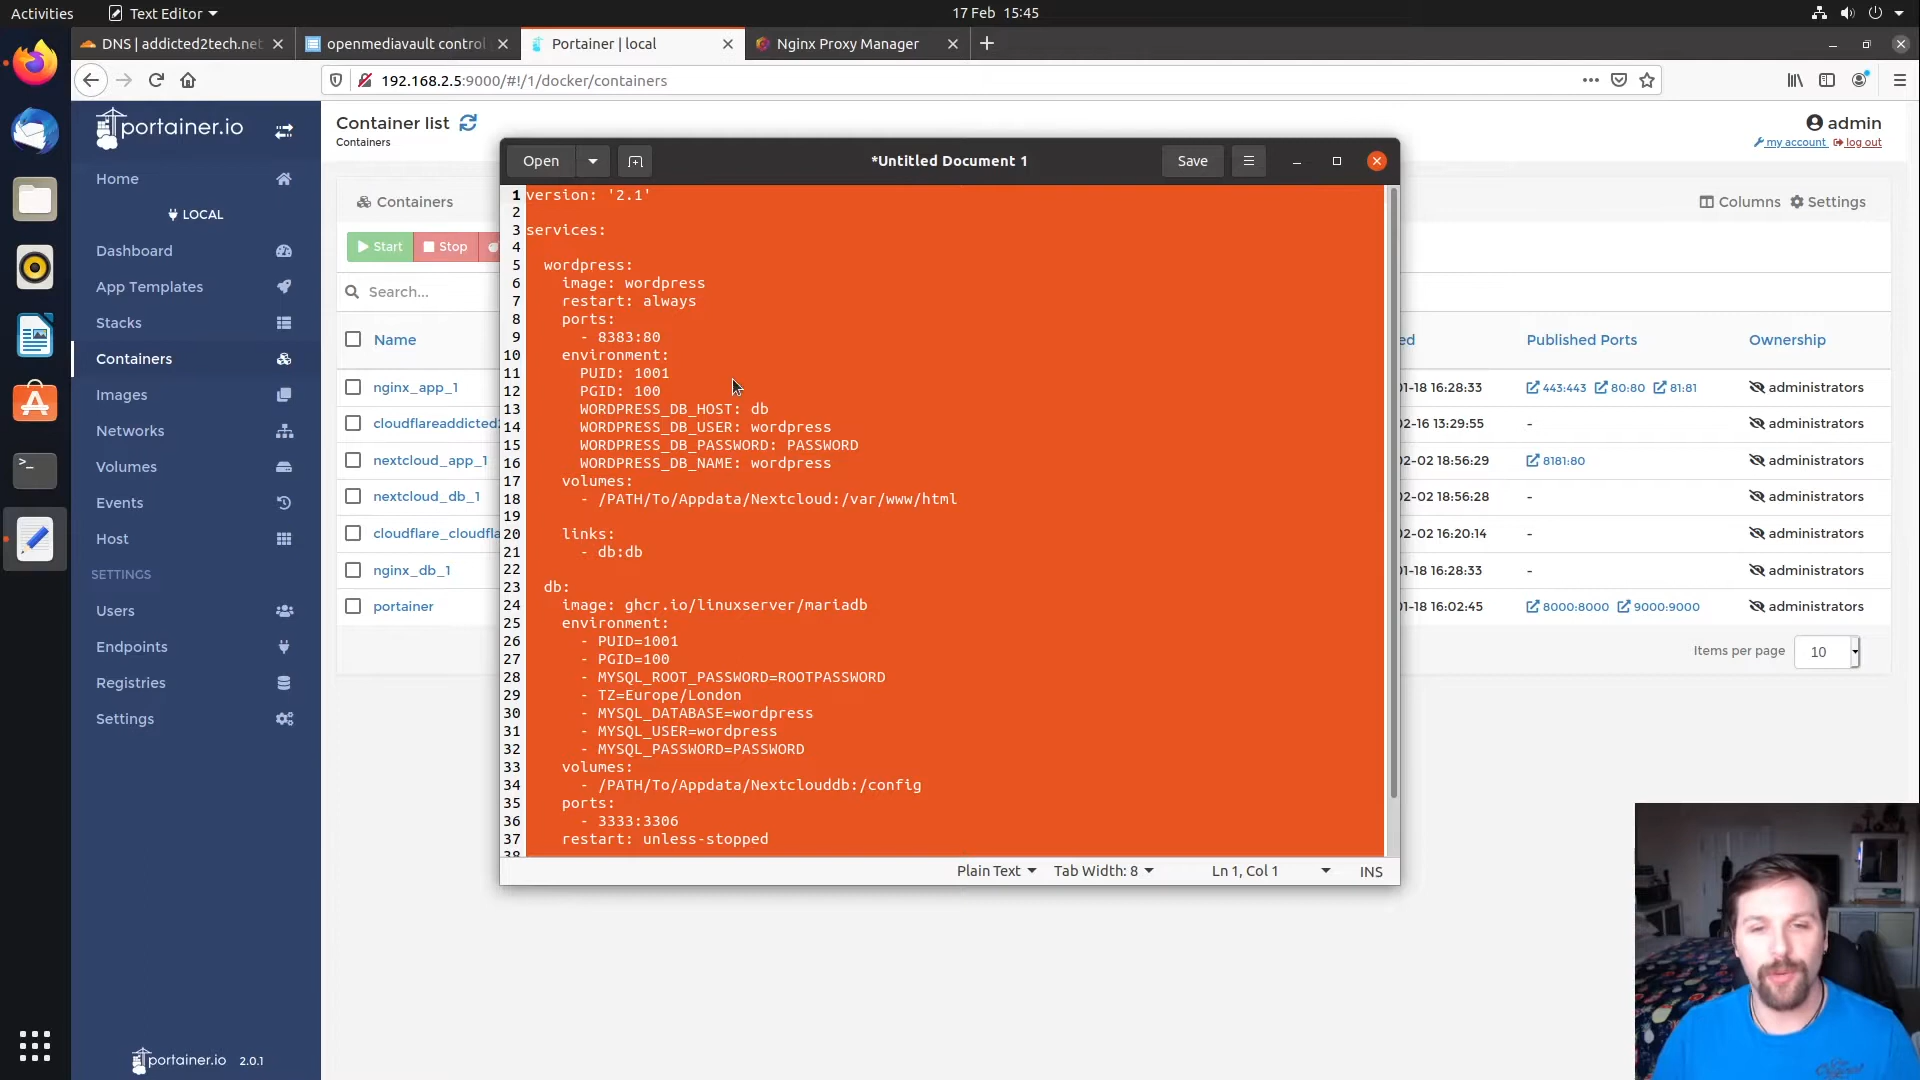 Activities
Text Editor
17 Feb 15:45
DNS | addicted2tech.net
openmediavault control
Portainer | local
Nginx Proxy Manager
192.168.2.5:9000/#!/1/docker/containers
portainer.io
Home
LOCAL
Dashboard
App Templates
Stacks
Containers
Images
Networks
Volumes
Events
Host
SETTINGS
Users
Endpoints
Registries
Settings
portainer.io 2.0.1
Container list
Containers
admin
my account
log out
Containers
Columns
Settings
Start
Stop
Search...
Name
Published Ports
Ownership
nginx_app_1
01-18 16:28:33
443:443 80:80 81:81
administrators
cloudflareaddicted2
02-16 13:29:55
-
administrators
nextcloud_app_1
02-02 18:56:29
8181:80
administrators
nextcloud_db_1
02-02 18:56:28
-
administrators
cloudflare_cloudfla
02-02 16:20:14
-
administrators
nginx_db_1
01-18 16:28:33
-
administrators
portainer
01-18 16:02:45
8000:8000 9000:9000
administrators
Items per page 10
Open
*Untitled Document 1
Save
1 version: '2.1'
2
3 services:
4
5 wordpress:
6 image: wordpress
7 restart: always
8 ports:
9 - 8383:80
10 environment:
11 PUID: 1001
12 PGID: 100
13 WORDPRESS_DB_HOST: db
14 WORDPRESS_DB_USER: wordpress
15 WORDPRESS_DB_PASSWORD: PASSWORD
16 WORDPRESS_DB_NAME: wordpress
17 volumes:
18 - /PATH/To/Appdata/Nextcloud:/var/www/html
19
20 links:
21 - db:db
22
23 db:
24 image: ghcr.io/linuxserver/mariadb
25 environment:
26 - PUID=1001
27 - PGID=100
28 - MYSQL_ROOT_PASSWORD=ROOTPASSWORD
29 - TZ=Europe/London
30 - MYSQL_DATABASE=wordpress
31 - MYSQL_USER=wordpress
32 - MYSQL_PASSWORD=PASSWORD
33 volumes:
34 - /PATH/To/Appdata/Nextclouddb:/config
35 ports:
36 - 3333:3306
37 restart: unless-stopped
38
Plain Text
Tab Width: 8
Ln 1, Col 1
INS